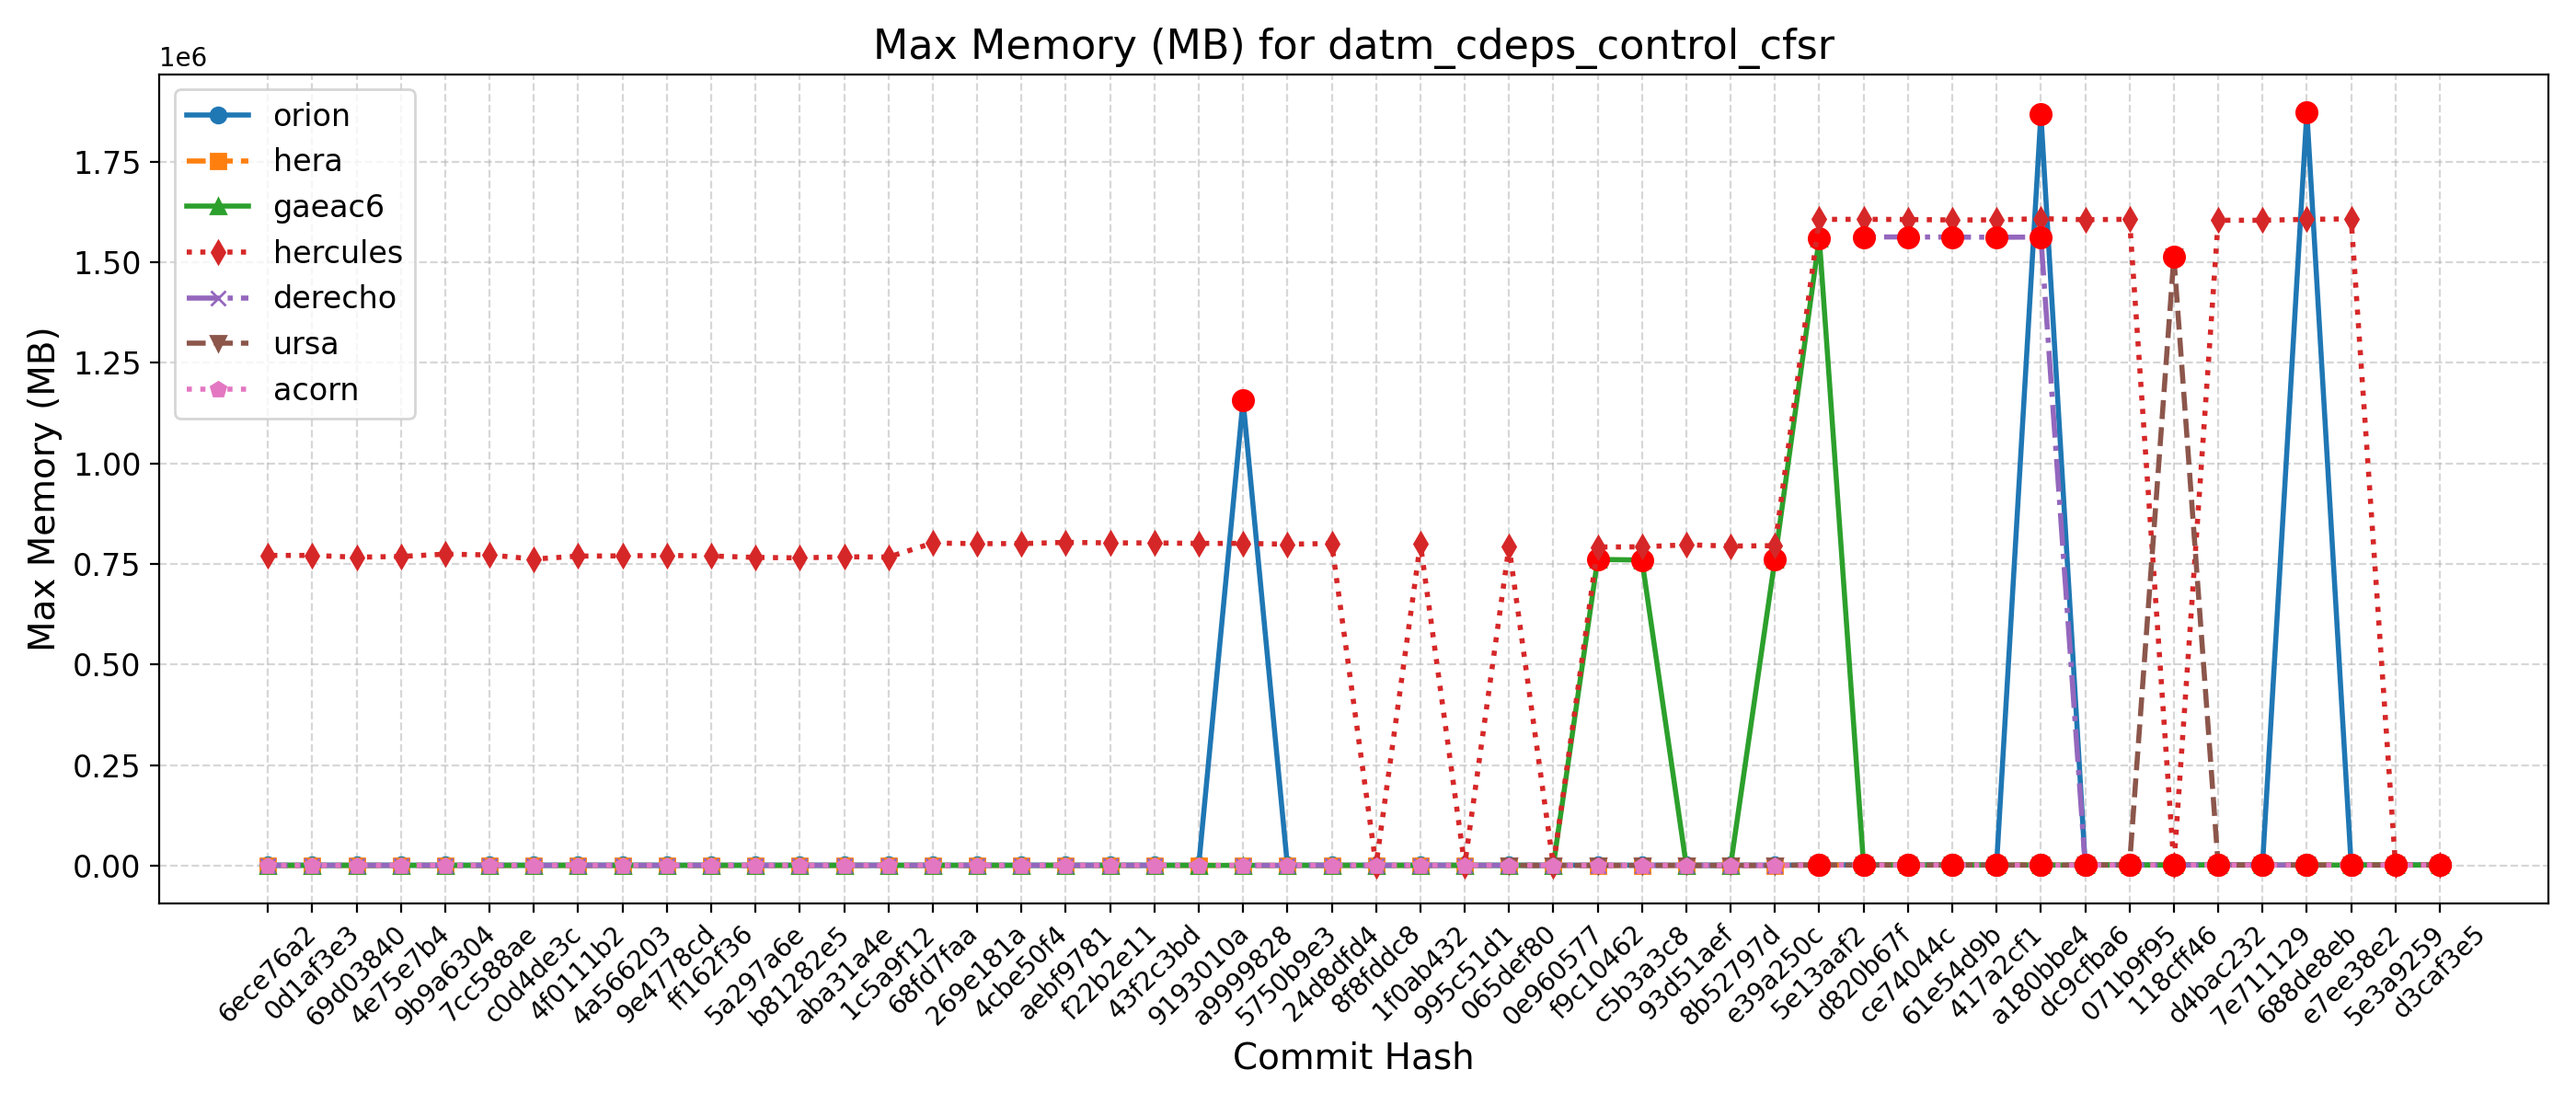 Max Memory (MB) for datm_cdeps_control_cfsr
1e6
1.75
1.50
1.25
1.00
0.75
0.50
0.25
0.00
Max Memory (MB)
orion
hera
gaeac6
hercules
derecho
ursa
acorn
6ece76a2
0d1af3e3
69d03840
4e75e7b4
9b9a6304
7cc588ae
c0d4de3c
4f0111b2
4a566203
9e4778cd
ff162f36
5a297a6e
b81282e5
aba31a4e
1c5a9f12
68fd7faa
269e181a
4cbe50f4
aebf9781
f22b2e11
43f2c3bd
9193010a
a9999828
5750b9e3
24d8dfd4
8f8fddc8
1f0ab432
995c51d1
065def80
0e960577
f9c10462
c5b3a3c8
93d51aef
8b52797d
e39a250c
5e13aaf2
d820b67f
ce74044c
61e54d9b
417a2cf1
a180bbe4
dc9cfba6
071b9f95
118cff46
d4bac232
7e711129
688de8eb
e7ee38e2
5e3a9259
d3caf3e5
Commit Hash